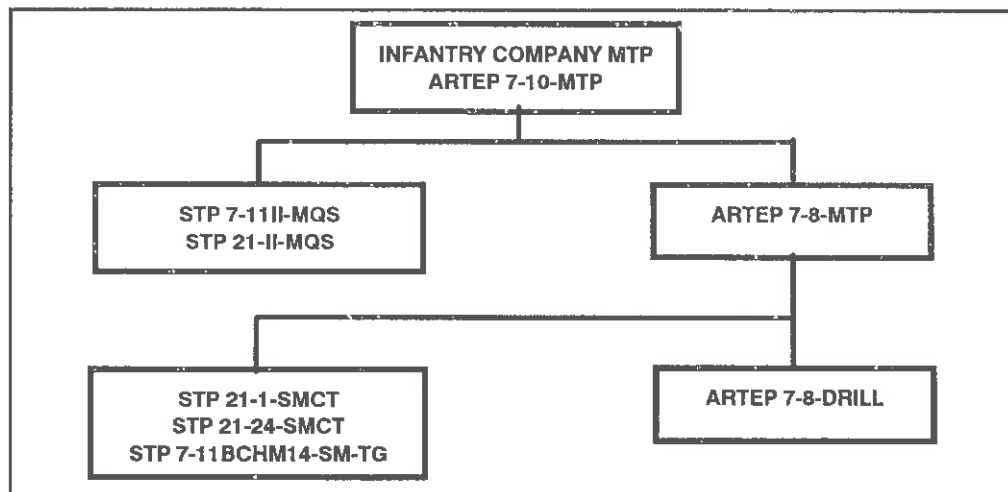 INFANTRY COMPANY MTP
ARTEP 7-10-MTP
STP 7-11II-MQS
STP 21-II-MQS
ARTEP 7-8-MTP
STP 21-1-SMCT
STP 21-24-SMCT
STP 7-11BCHM14-SM-TG
ARTEP 7-8-DRILL